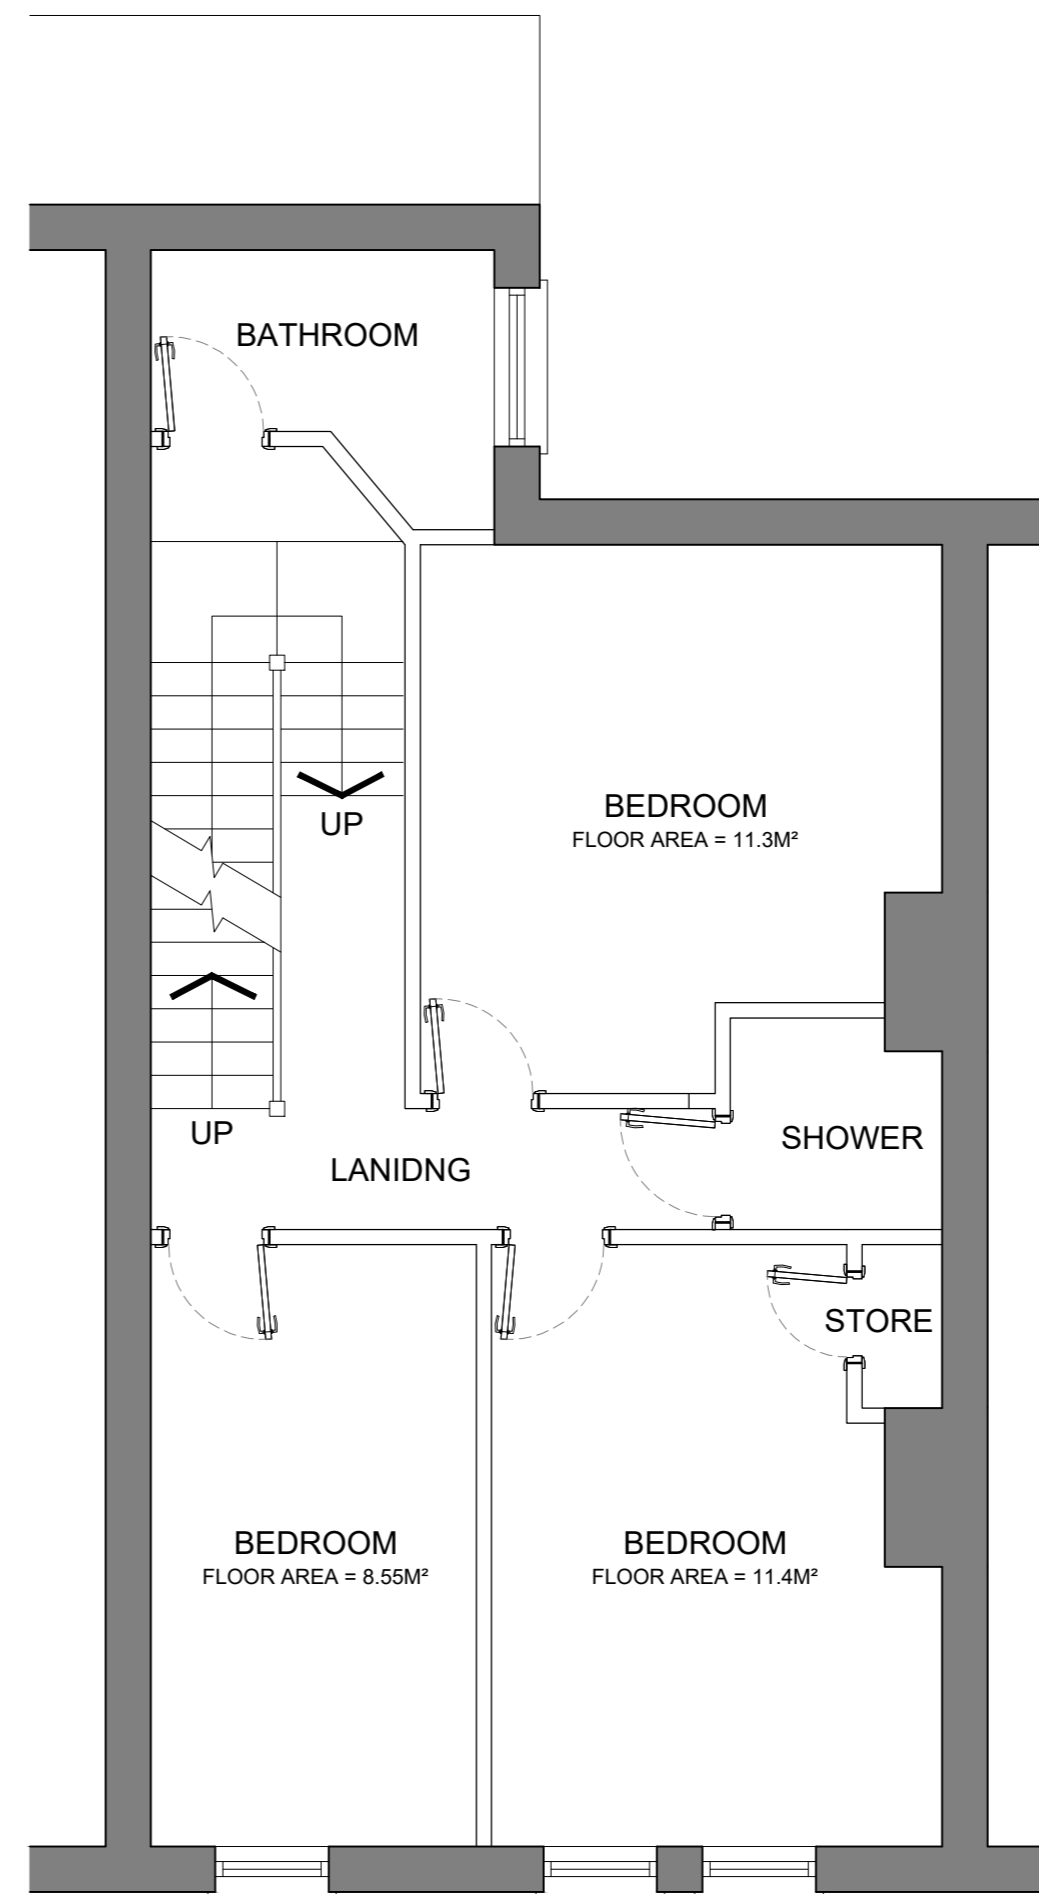 BATHROOM
UP
BEDROOM
FLOOR AREA = 11.3M²
UP
LANIDNG
SHOWER
STORE
BEDROOM
FLOOR AREA = 8.55M²
BEDROOM
FLOOR AREA = 11.4M²